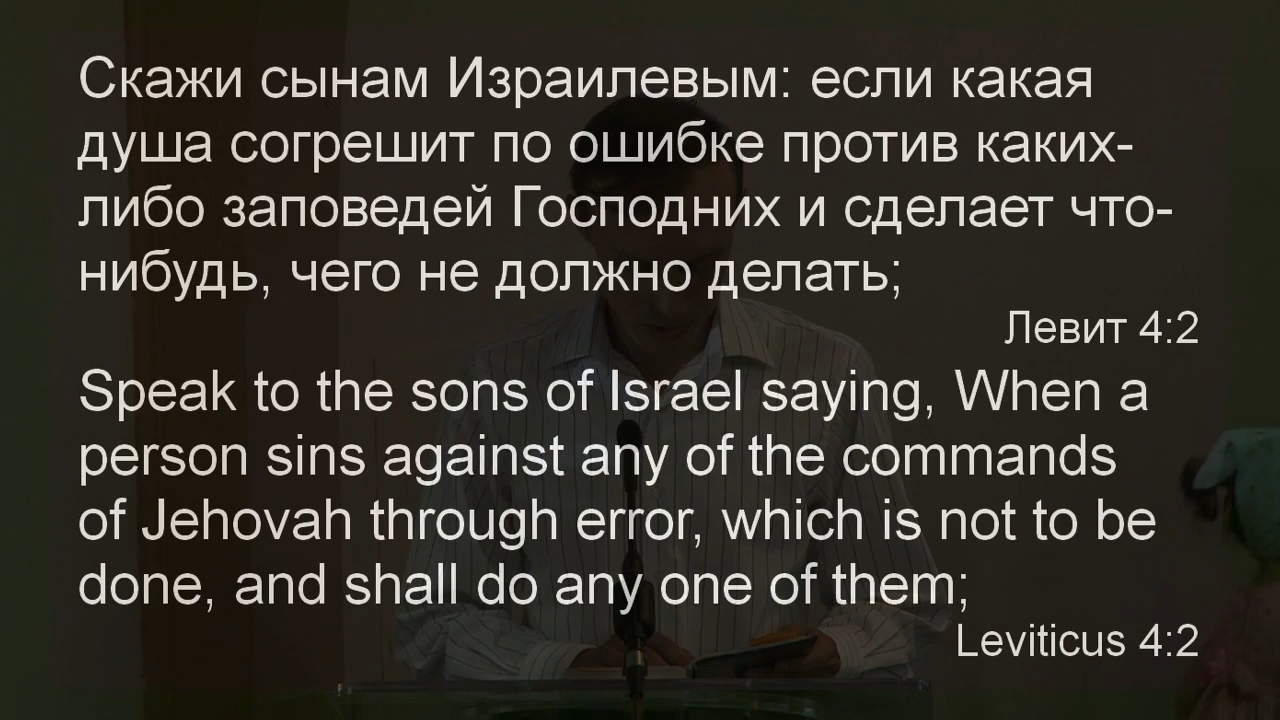 Скажи сынам Израилевым: если какая
душа согрешит по ошибке против каких-
либо заповедей Господних и сделает что-
нибудь, чего не должно делать;
Левит 4:2
Speak to the sons of Israel saying, When a
person sins against any of the commands
of Jehovah through error, which is not to be
done, and shall do any one of them;
Leviticus 4:2